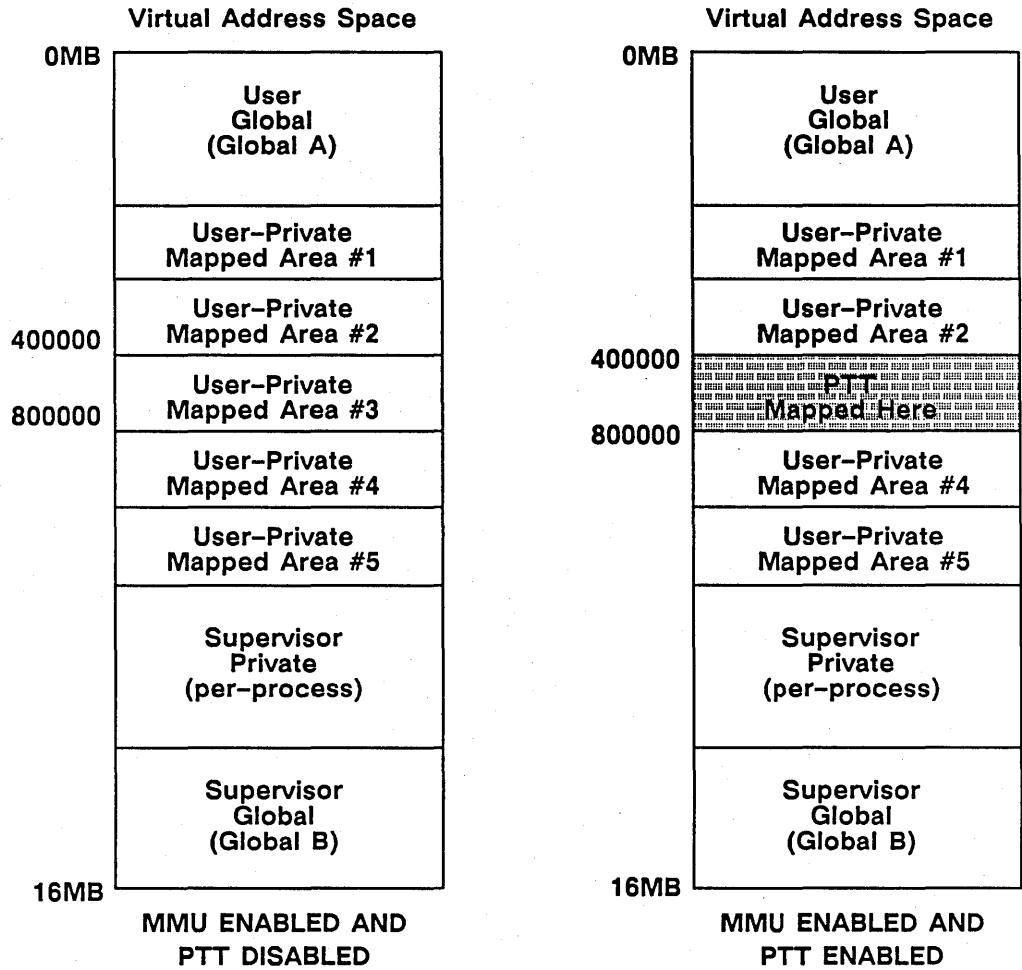 Virtual Address Space
0MB
User
Global
(Global A)
User-Private
Mapped Area #1
User-Private
Mapped Area #2
400000
User-Private
Mapped Area #3
800000
User-Private
Mapped Area #4
User-Private
Mapped Area #5
Supervisor
Private
(per-process)
Supervisor
Global
(Global B)
16MB
MMU ENABLED AND
PTT DISABLED
Virtual Address Space
0MB
User
Global
(Global A)
User-Private
Mapped Area #1
User-Private
Mapped Area #2
400000
PTT
Mapped Here
800000
User-Private
Mapped Area #4
User-Private
Mapped Area #5
Supervisor
Private
(per-process)
Supervisor
Global
(Global B)
16MB
MMU ENABLED AND
PTT ENABLED